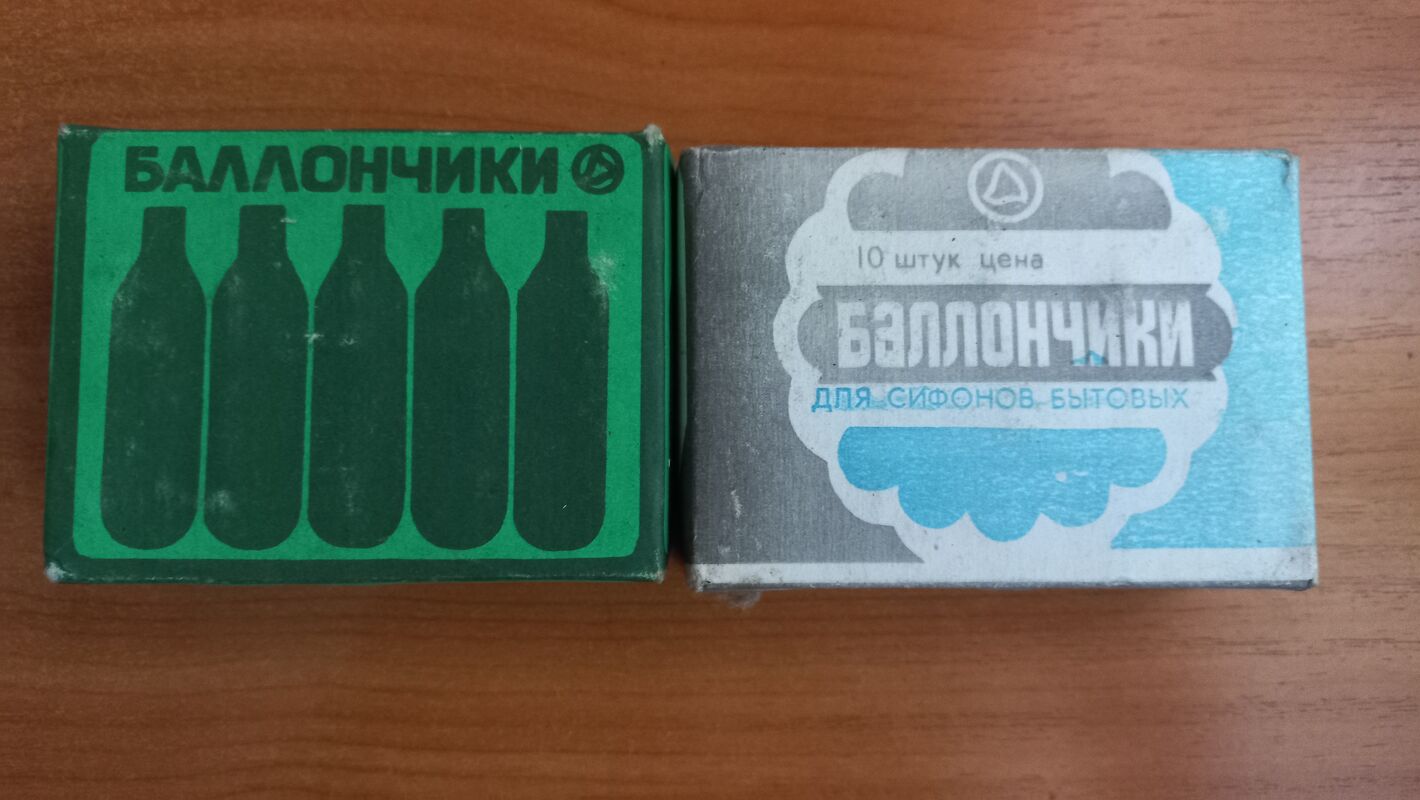 БАЛЛОНЧИКИ
10 штук цена
баллончики
для сифонов бытовых